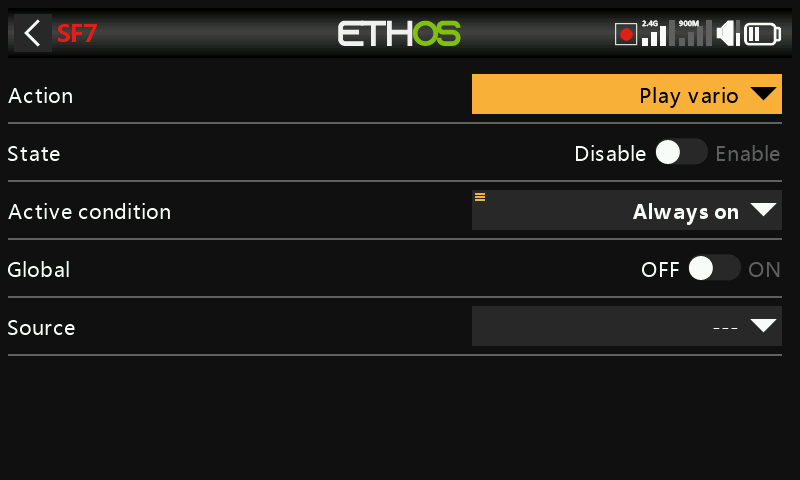 SF7 ETHOS 2.4G 900M
Action Play vario
State Disable Enable
Active condition Always on
Global OFF ON
Source ---